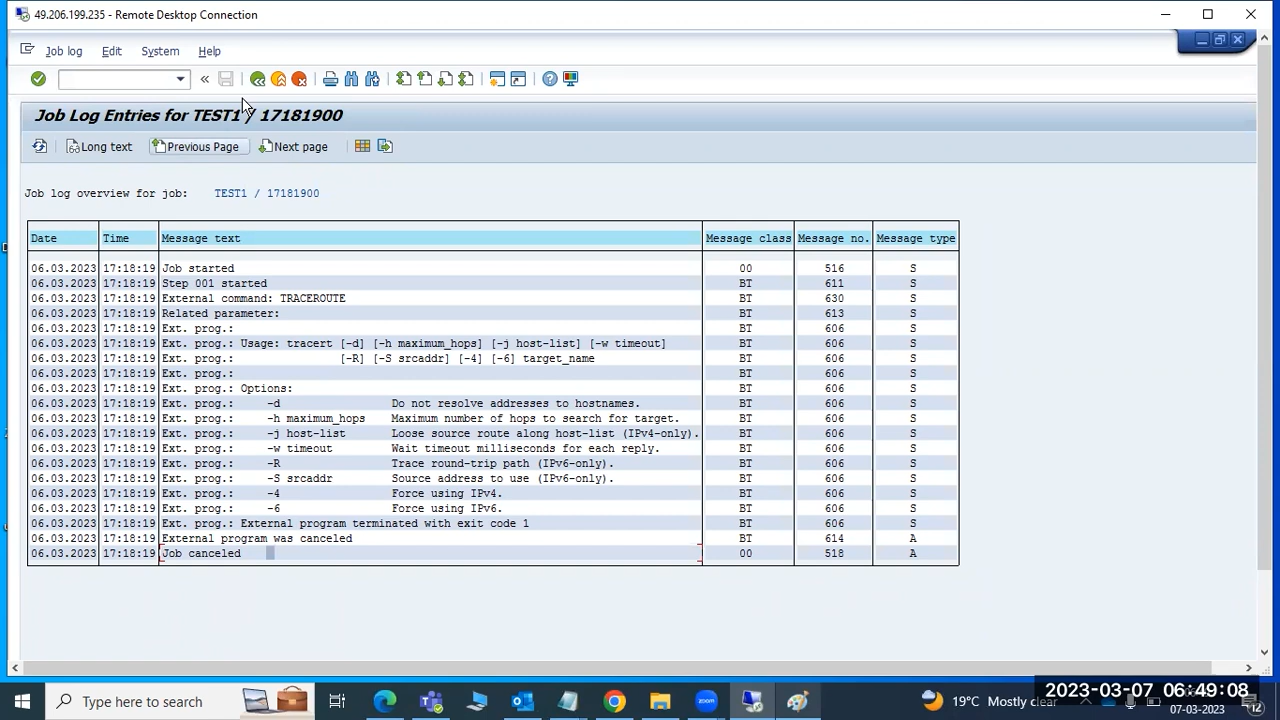 49.206.199.235 - Remote Desktop Connection
Job log Edit System Help
Job Log Entries for TEST1 / 17181900
Long text Previous Page Next page
Job log overview for job: TEST1 / 17181900
Date Time Message text Message class Message no. Message type
06.03.2023 17:18:19 Job started 00 516 S
06.03.2023 17:18:19 Step 001 started BT 611 S
06.03.2023 17:18:19 External command: TRACEROUTE BT 630 S
06.03.2023 17:18:19 Related parameter: BT 613 S
06.03.2023 17:18:19 Ext. prog.: BT 606 S
06.03.2023 17:18:19 Ext. prog.: Usage: tracert [-d] [-h maximum_hops] [-j host-list] [-w timeout] BT 606 S
06.03.2023 17:18:19 Ext. prog.: [-R] [-S srcaddr] [-4] [-6] target_name BT 606 S
06.03.2023 17:18:19 Ext. prog.: BT 606 S
06.03.2023 17:18:19 Ext. prog.: Options: BT 606 S
06.03.2023 17:18:19 Ext. prog.: -d Do not resolve addresses to hostnames. BT 606 S
06.03.2023 17:18:19 Ext. prog.: -h maximum_hops Maximum number of hops to search for target. BT 606 S
06.03.2023 17:18:19 Ext. prog.: -j host-list Loose source route along host-list (IPv4-only). BT 606 S
06.03.2023 17:18:19 Ext. prog.: -w timeout Wait timeout milliseconds for each reply. BT 606 S
06.03.2023 17:18:19 Ext. prog.: -R Trace round-trip path (IPv6-only). BT 606 S
06.03.2023 17:18:19 Ext. prog.: -S srcaddr Source address to use (IPv6-only). BT 606 S
06.03.2023 17:18:19 Ext. prog.: -4 Force using IPv4. BT 606 S
06.03.2023 17:18:19 Ext. prog.: -6 Force using IPv6. BT 606 S
06.03.2023 17:18:19 Ext. prog.: External program terminated with exit code 1 BT 606 S
06.03.2023 17:18:19 External program was canceled BT 614 A
06.03.2023 17:18:19 Job canceled 00 518 A
Type here to search 19°C Mostly clear 2023-03-07 06:49:08
07-03-2023 12